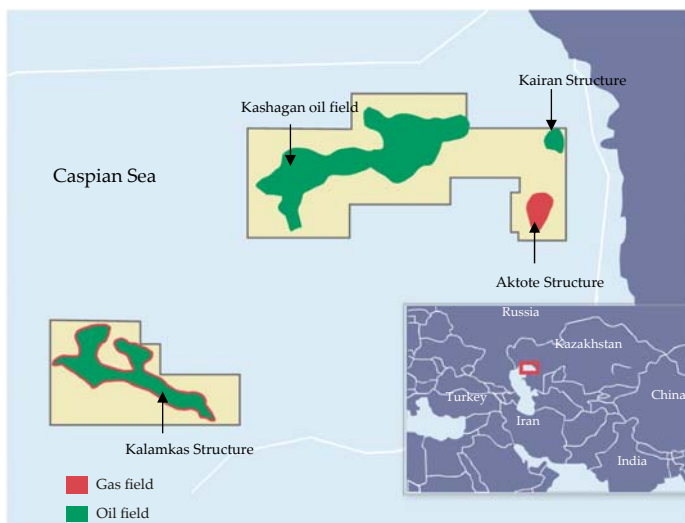 Kairan Structure
Kashagan oil field
Caspian Sea
Aktote Structure
Russia
Kazakhstan
China
Turkey
Iran
India
Kalamkas Structure
Gas field
Oil field